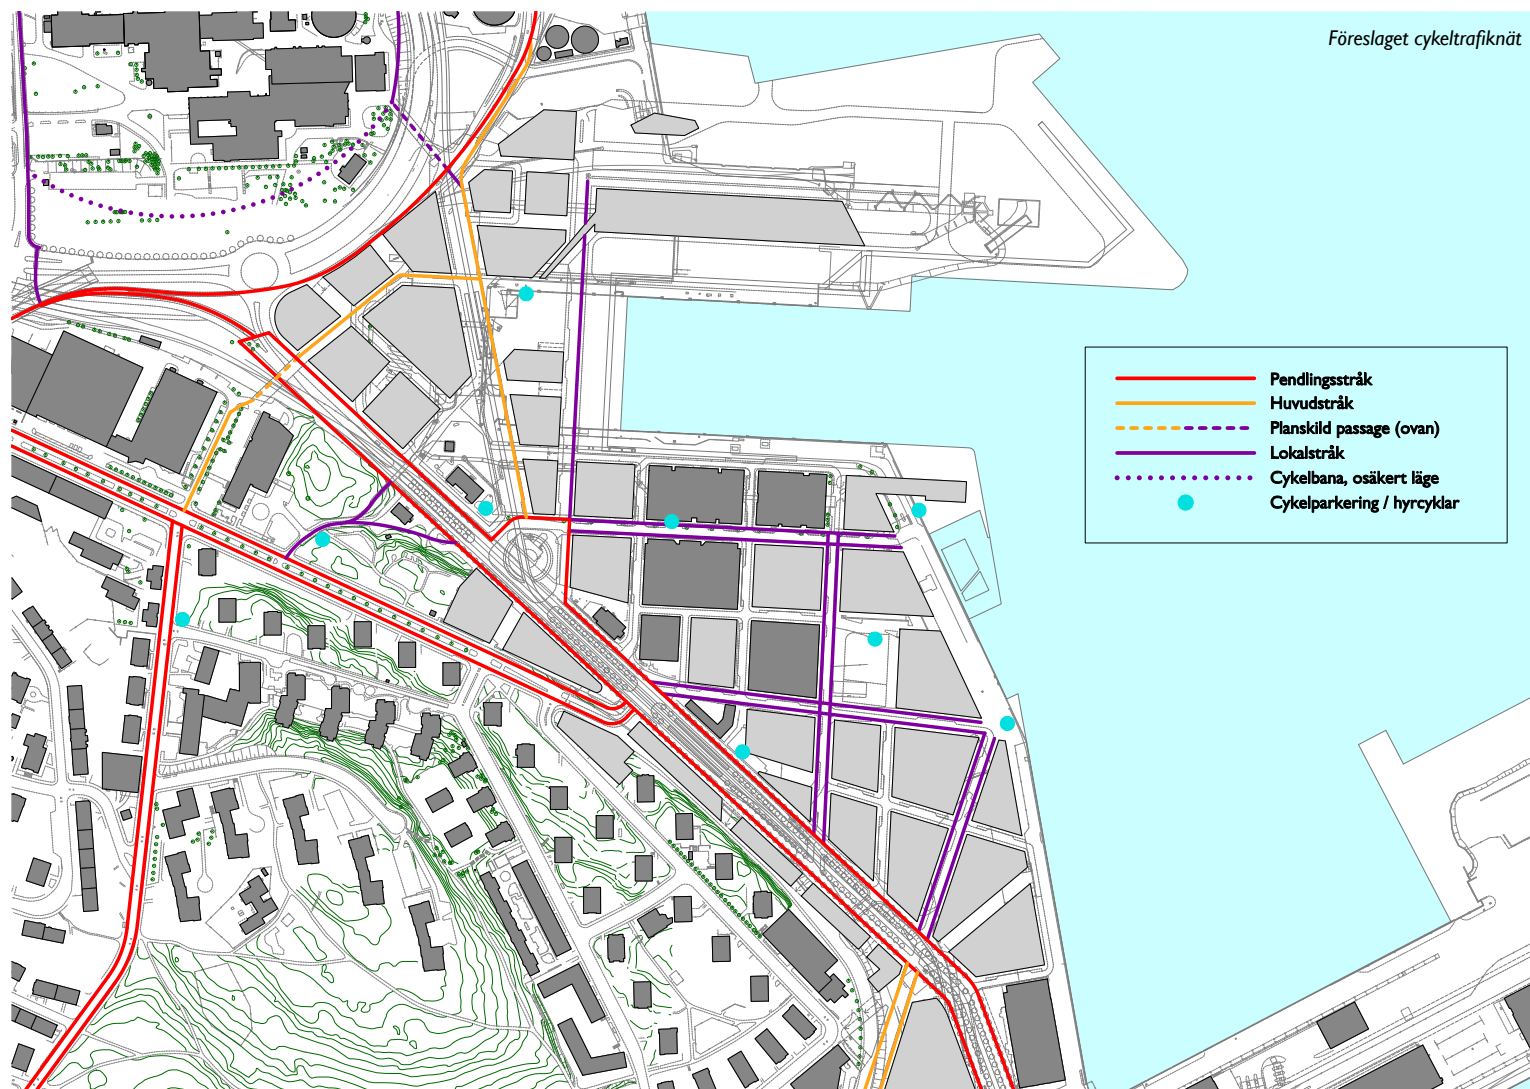 Föreslaget cykeltrafiknät
Pendlingsstråk
Huvudstråk
Planskild passage (ovan)
Lokalstråk
Cykelbana, osäkert läge
Cykelparkering / hyrcyklar